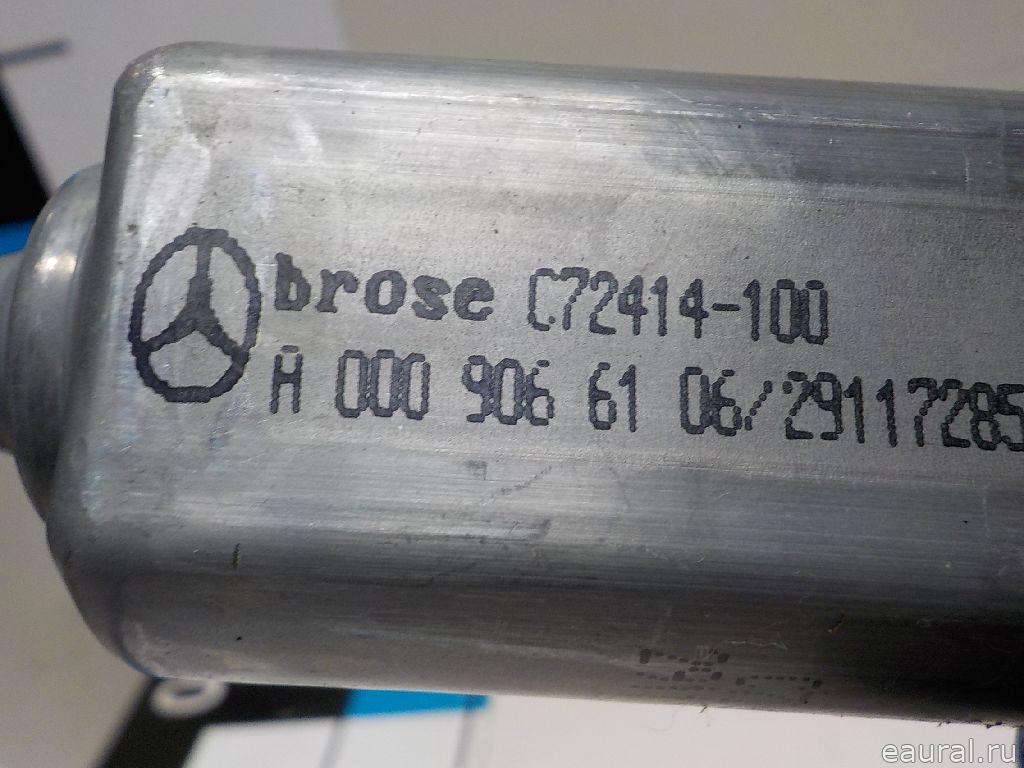 brose C72414-100
A 000 906 61 06/29117285
eaural.ru